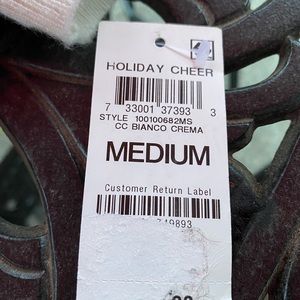 HOLIDAY CHEER
7 33001 37393 3
STYLE 100100682MS
CC BIANCO CREMA
MEDIUM
Customer Return Label